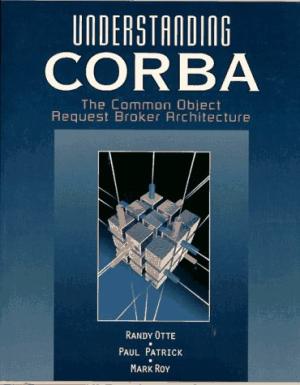 UNDERSTANDING
CORBA
The Common Object
Request Broker Architecture
RANDY OTTE
PAUL PATRICK
MARK ROY